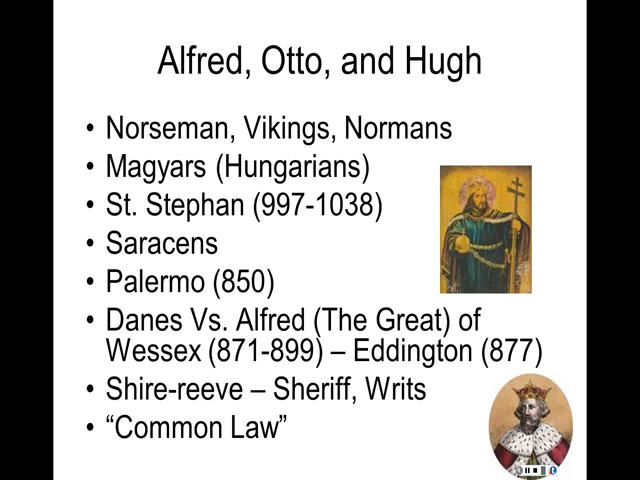 Alfred, Otto, and Hugh
• Norseman, Vikings, Normans
• Magyars (Hungarians)
• St. Stephan (997-1038)
• Saracens
• Palermo (850)
• Danes Vs. Alfred (The Great) of
Wessex (871-899) – Eddington (877)
• Shire-reeve – Sheriff, Writs
• “Common Law”